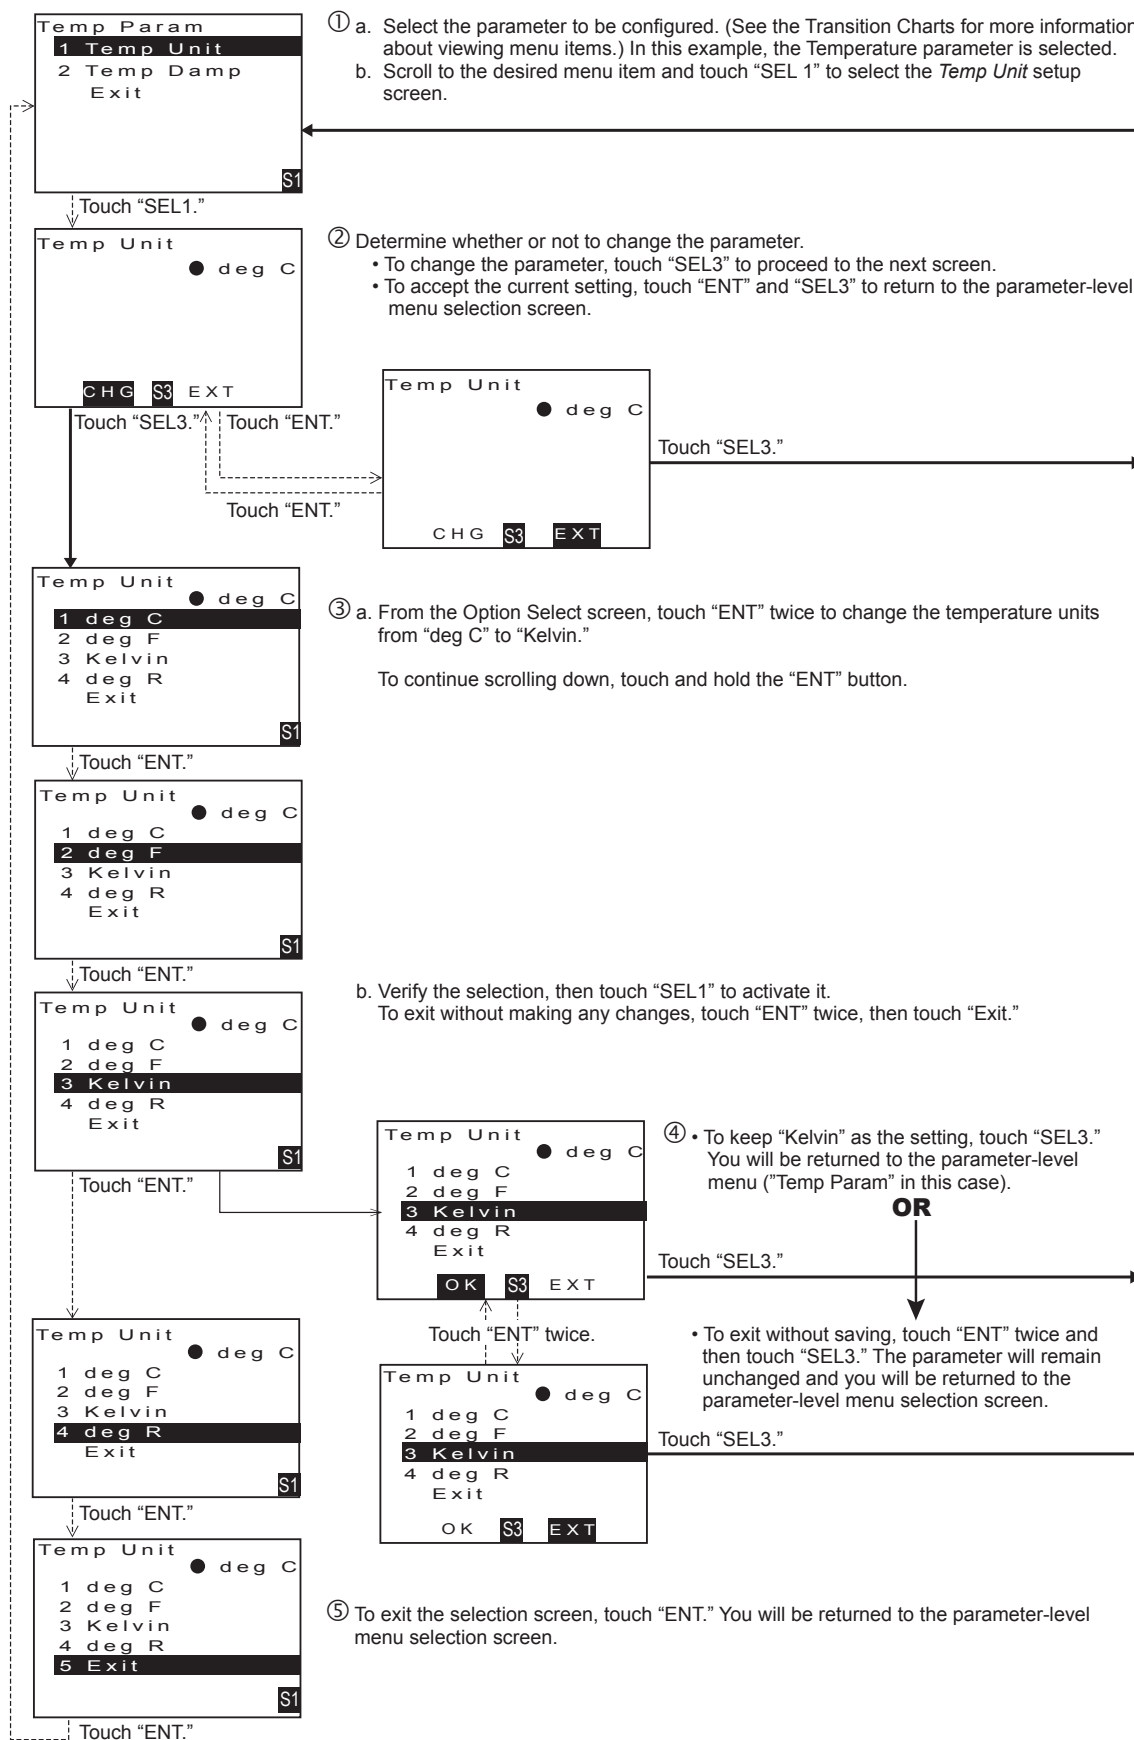 Temp Param
1 Temp Unit
2 Temp Damp
Exit
S1
① a. Select the parameter to be configured. (See the Transition Charts for more information
about viewing menu items.) In this example, the Temperature parameter is selected.
b. Scroll to the desired menu item and touch “SEL 1” to select the Temp Unit setup
screen.
Touch “SEL1.”
Temp Unit
● deg C
CHG S3 EXT
② Determine whether or not to change the parameter.
• To change the parameter, touch “SEL3” to proceed to the next screen.
• To accept the current setting, touch “ENT” and “SEL3” to return to the parameter-level
menu selection screen.
Touch “SEL3.”
Touch “ENT.”
Touch “ENT.”
Temp Unit
● deg C
CHG S3 EXT
Touch “SEL3.”
Temp Unit
● deg C
1 deg C
2 deg F
3 Kelvin
4 deg R
Exit
S1
③ a. From the Option Select screen, touch “ENT” twice to change the temperature units
from “deg C” to “Kelvin.”
To continue scrolling down, touch and hold the “ENT” button.
Touch “ENT.”
Temp Unit
● deg C
1 deg C
2 deg F
3 Kelvin
4 deg R
Exit
S1
Touch “ENT.”
Temp Unit
● deg C
1 deg C
2 deg F
3 Kelvin
4 deg R
Exit
S1
b. Verify the selection, then touch “SEL1” to activate it.
To exit without making any changes, touch “ENT” twice, then touch “Exit.”
Touch “ENT.”
Temp Unit
● deg C
1 deg C
2 deg F
3 Kelvin
4 deg R
Exit
OK S3 EXT
④ • To keep “Kelvin” as the setting, touch “SEL3.”
You will be returned to the parameter-level
menu (”Temp Param” in this case).
OR
Touch “SEL3.”
Touch “ENT” twice.
• To exit without saving, touch “ENT” twice and
then touch “SEL3.” The parameter will remain
unchanged and you will be returned to the
parameter-level menu selection screen.
Temp Unit
● deg C
1 deg C
2 deg F
3 Kelvin
4 deg R
Exit
OK S3 EXT
Touch “SEL3.”
Temp Unit
● deg C
1 deg C
2 deg F
3 Kelvin
4 deg R
Exit
S1
Touch “ENT.”
Temp Unit
● deg C
1 deg C
2 deg F
3 Kelvin
4 deg R
5 Exit
S1
⑤ To exit the selection screen, touch “ENT.” You will be returned to the parameter-level
menu selection screen.
Touch “ENT.”